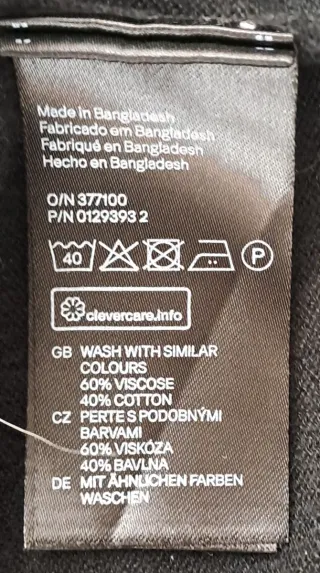 Made in Bangladesh
Fabricado em Bangladesh
Fabriqué en Bangladesh
Hecho en Bangladesh
O/N 377100
P/N 0129393 2
40 P
clevercare.info
GB WASH WITH SIMILAR
COLOURS
60% VISCOSE
40% COTTON
CZ PERTE S PODOBNÝMI
BARVAMI
60% VISKÓZA
40% BAVLNA
DE MIT ÄHNLICHEN FARBEN
WASCHEN